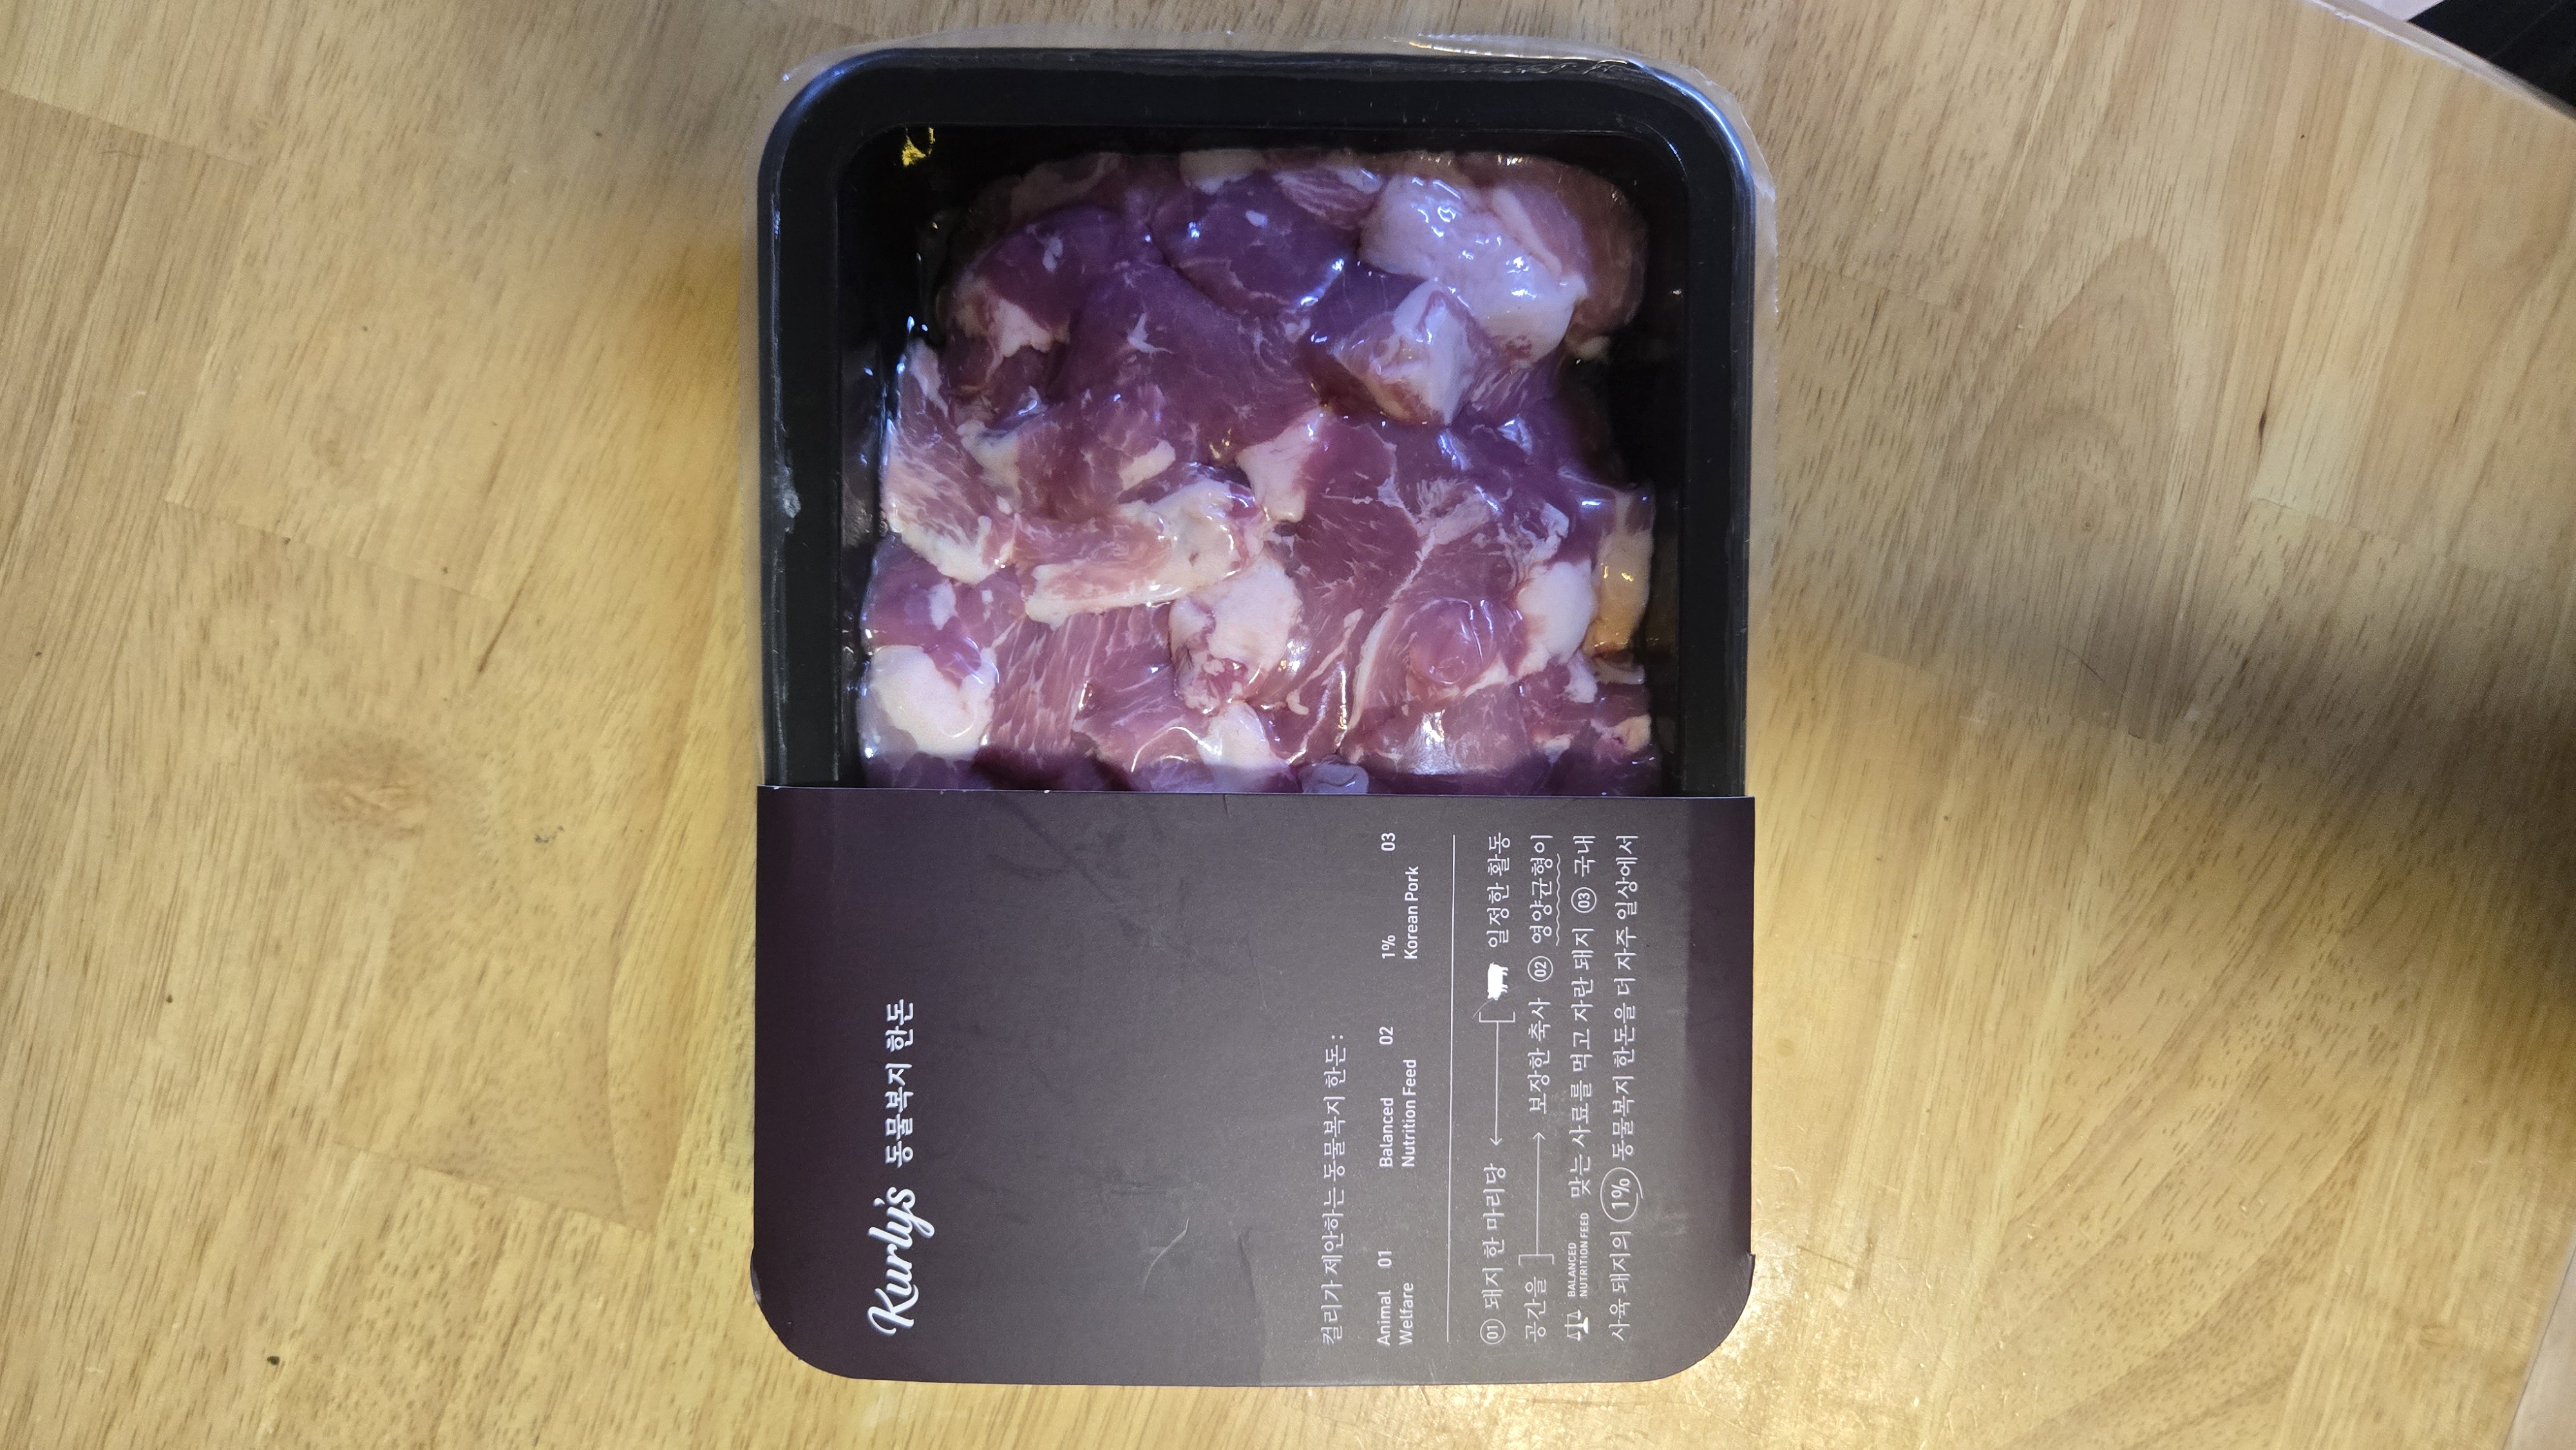 Kurly's 동물복지 한돈
컬리가 제안하는 동물복지 한돈 :
Animal Welfare 01
Balanced Nutrition Feed 02
1% Korean Pork 03
01 돼지 한 마리당 일정한 활동
공간을 보장한 축사 02 영양균형이
BALANCED NUTRITION FEED 맞는 사료를 먹고 자란 돼지 03 국내
사육 돼지의 1% 동물복지 한돈을 더 자주 일상에서